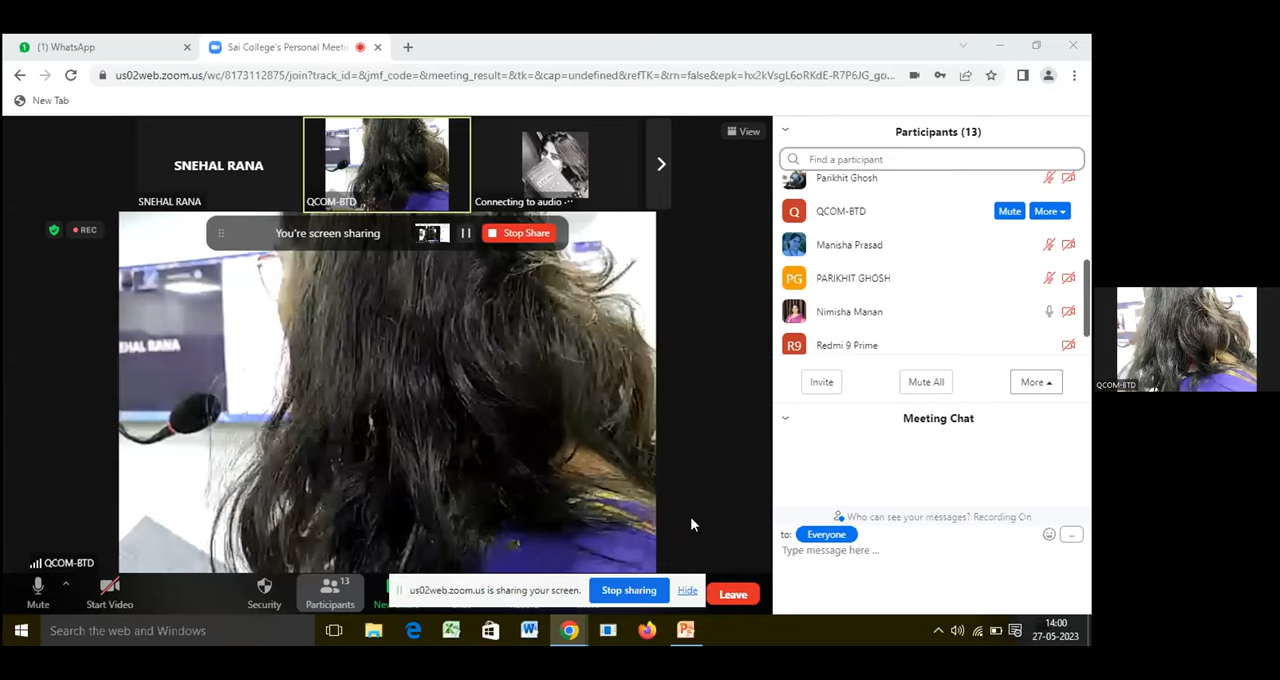 (1) WhatsApp
Sai College's Personal Meeti
us02web.zoom.us/wc/8173112875/join?track_id=&jmf_code=&meeting_result=&tk=&cap=undefined&refTK=&rn=false&epk=hx2kVsgL6oRKdE-R7P6JG_go...
New Tab
SNEHAL RANA
SNEHAL RANA
QCOM-BTD
Connecting to audio ...
View
REC
You're screen sharing
Stop Share
EHAL RANA
QCOM-BTD
Participants (13)
Find a participant
Parikhit Ghosh
Q
QCOM-BTD
Mute
More
Manisha Prasad
PG
PARIKHIT GHOSH
Nimisha Manan
R9
Redmi 9 Prime
Invite
Mute All
More
Meeting Chat
Who can see your messages? Recording On
to:
Everyone
Type message here ...
QCOM-BTD
Mute
Start Video
Security
13
Participants
us02web.zoom.us is sharing your screen.
Stop sharing
Hide
Leave
Search the web and Windows
14:00
27-05-2023